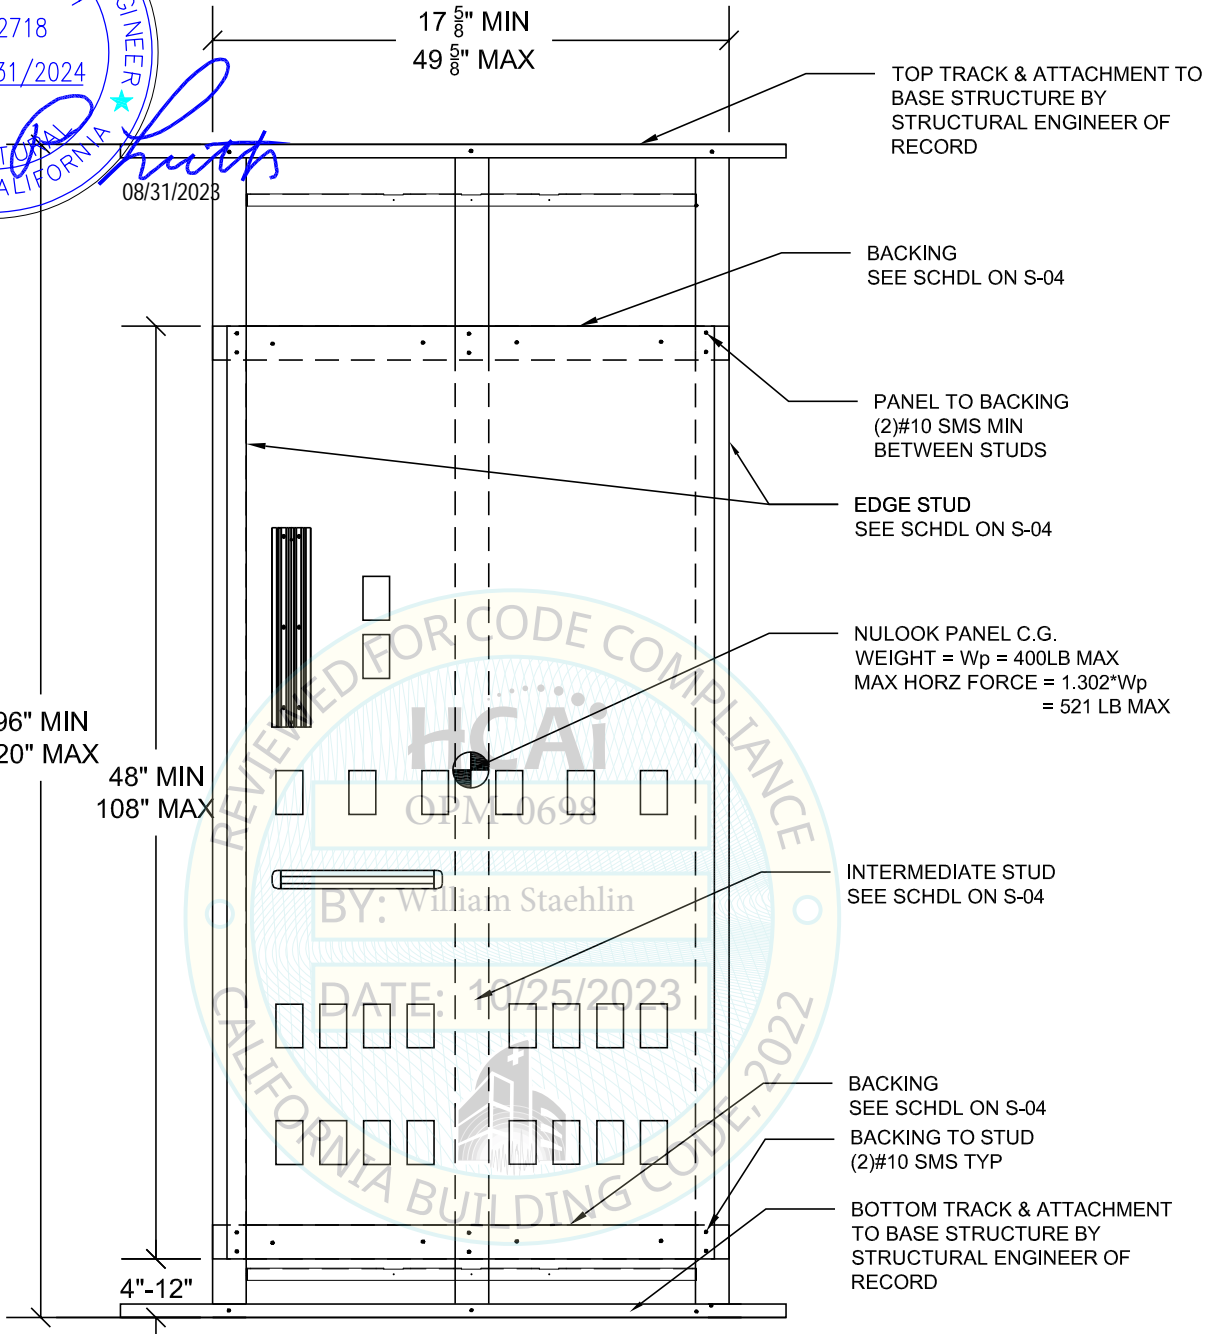 17 5/8" MIN
49 5/8" MAX
2718
31/2024
GINEER
CALIFORNIA
08/31/2023
TOP TRACK & ATTACHMENT TO
BASE STRUCTURE BY
STRUCTURAL ENGINEER OF
RECORD
BACKING
SEE SCHDL ON S-04
PANEL TO BACKING
(2)#10 SMS MIN
BETWEEN STUDS
EDGE STUD
SEE SCHDL ON S-04
NULOOK PANEL C.G.
WEIGHT = Wp = 400LB MAX
MAX HORZ FORCE = 1.302*Wp
= 521 LB MAX
96" MIN
20" MAX
48" MIN
108" MAX
REVIEWED FOR CODE COMPLIANCE
HCAi
OPM-0698
BY: William Staehlin
DATE: 10/25/2023
CALIFORNIA BUILDING CODE, 2022
INTERMEDIATE STUD
SEE SCHDL ON S-04
BACKING
SEE SCHDL ON S-04
BACKING TO STUD
(2)#10 SMS TYP
BOTTOM TRACK & ATTACHMENT
TO BASE STRUCTURE BY
STRUCTURAL ENGINEER OF
RECORD
4"-12"